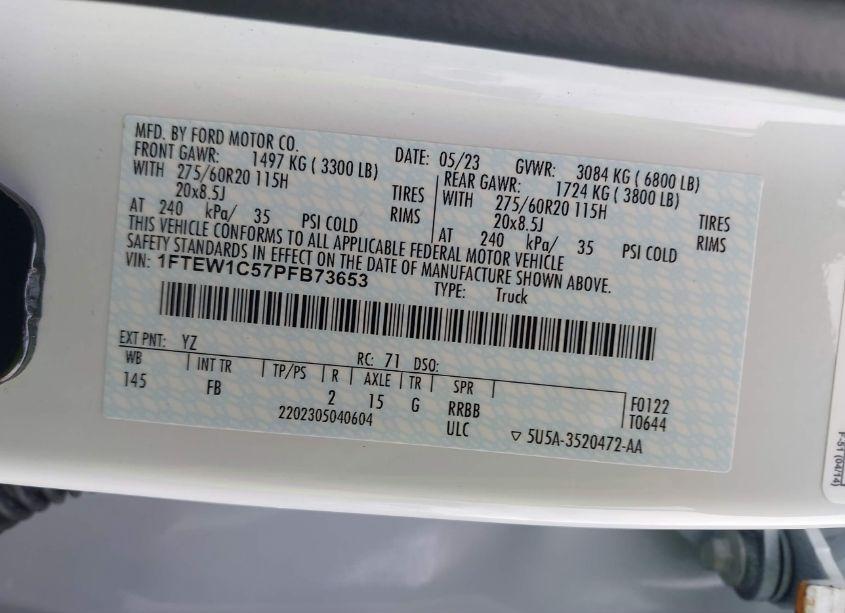 MFD. BY FORD MOTOR CO.
DATE: 05/23 GVWR: 3084 KG ( 6800 LB)
FRONT GAWR: 1497 KG ( 3300 LB) REAR GAWR: 1724 KG ( 3800 LB)
WITH 275/60R20 115H TIRES WITH 275/60R20 115H TIRES
20x8.5J RIMS 20x8.5J RIMS
AT 240 kPa/ 35 PSI COLD AT 240 kPa/ 35 PSI COLD
THIS VEHICLE CONFORMS TO ALL APPLICABLE FEDERAL MOTOR VEHICLE
SAFETY STANDARDS IN EFFECT ON THE DATE OF MANUFACTURE SHOWN ABOVE.
VIN: 1FTEW1C57PFB73653 TYPE: Truck
EXT PNT: YZ RC: 71 DSO:
WB INT TR TP/PS R AXLE TR SPR
145 FB 2 15 G RRBB F0122
2202305040604 ULC T0644
▽ 5U5A-3520472-AA
F-51 (04/14)